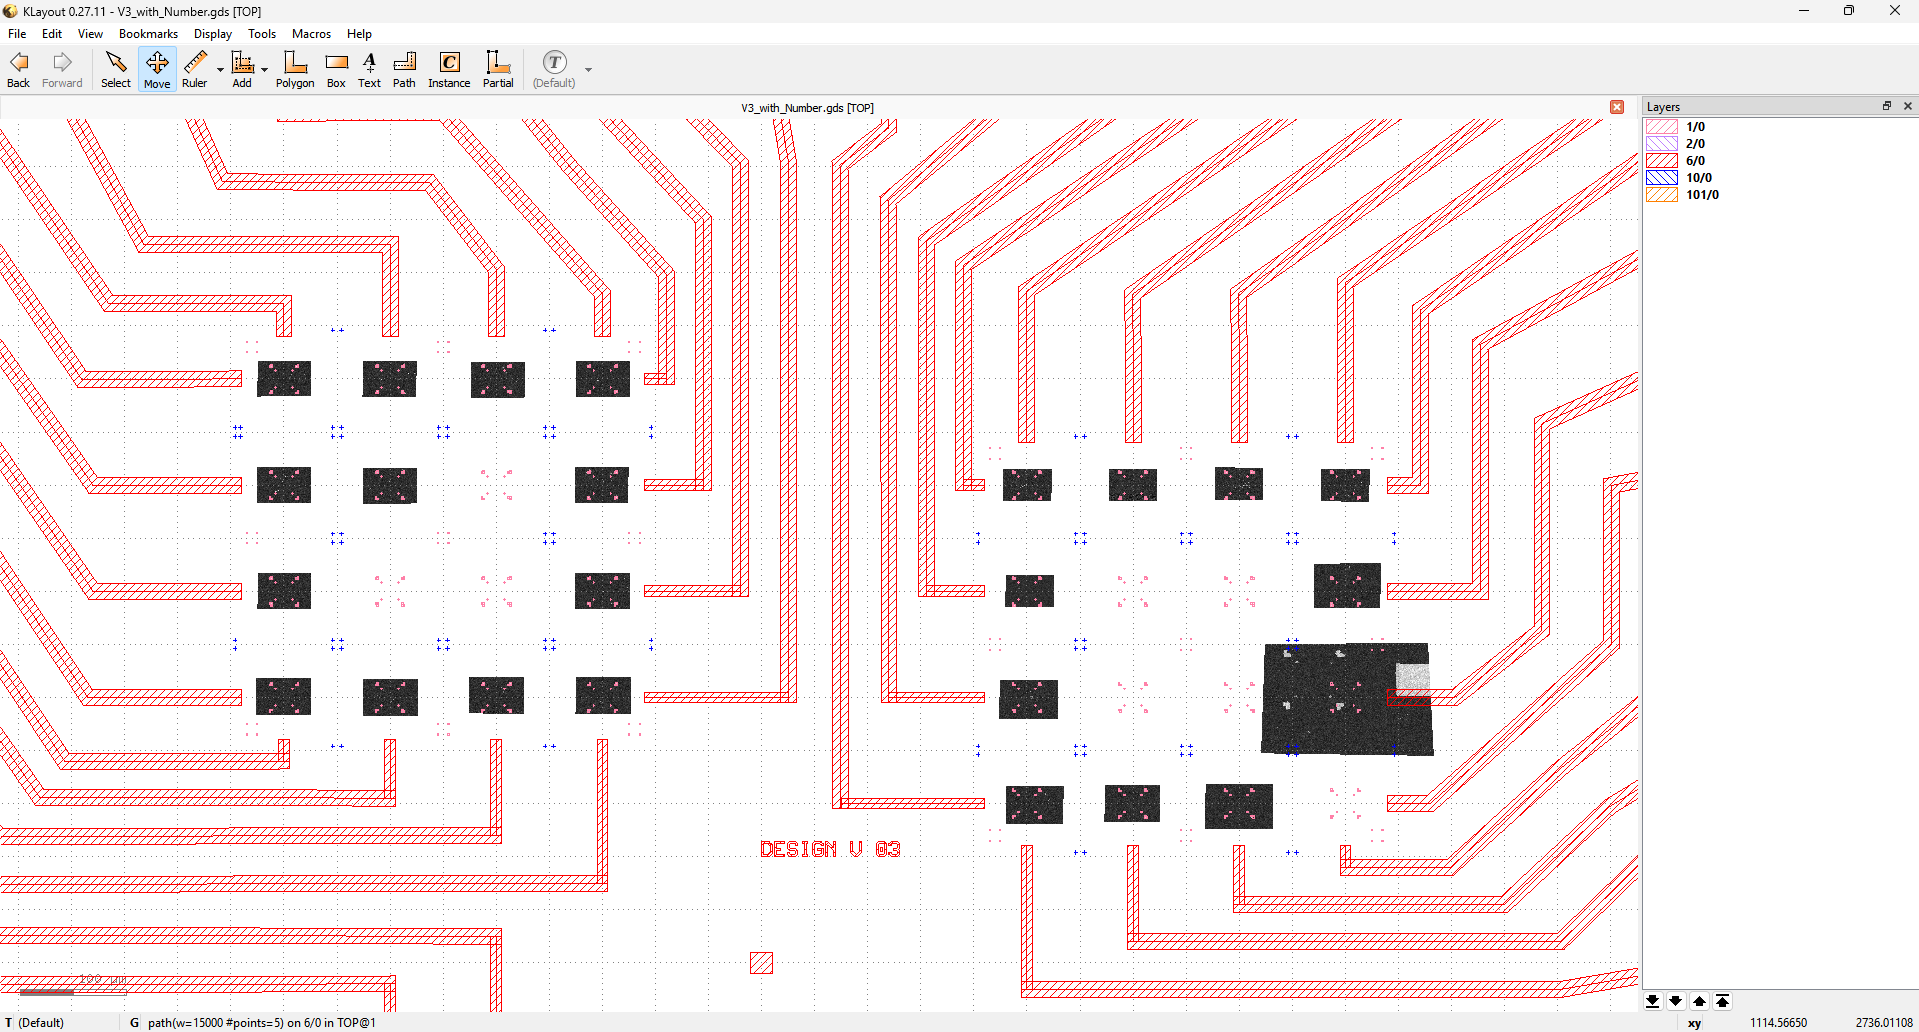 KLayout 0.27.11 - V3_with_Number.gds [TOP]
File Edit View Bookmarks Display Tools Macros Help
Back Forward Select Move Ruler Add Polygon Box Text Path Instance Partial (Default)
V3_with_Number.gds [TOP]
Layers
1/0
2/0
6/0
10/0
101/0
DESIGN V 03
100 µm
T (Default) G path(w=15000 #points=5) on 6/0 in TOP@1 xy 1114.56650 2736.01108